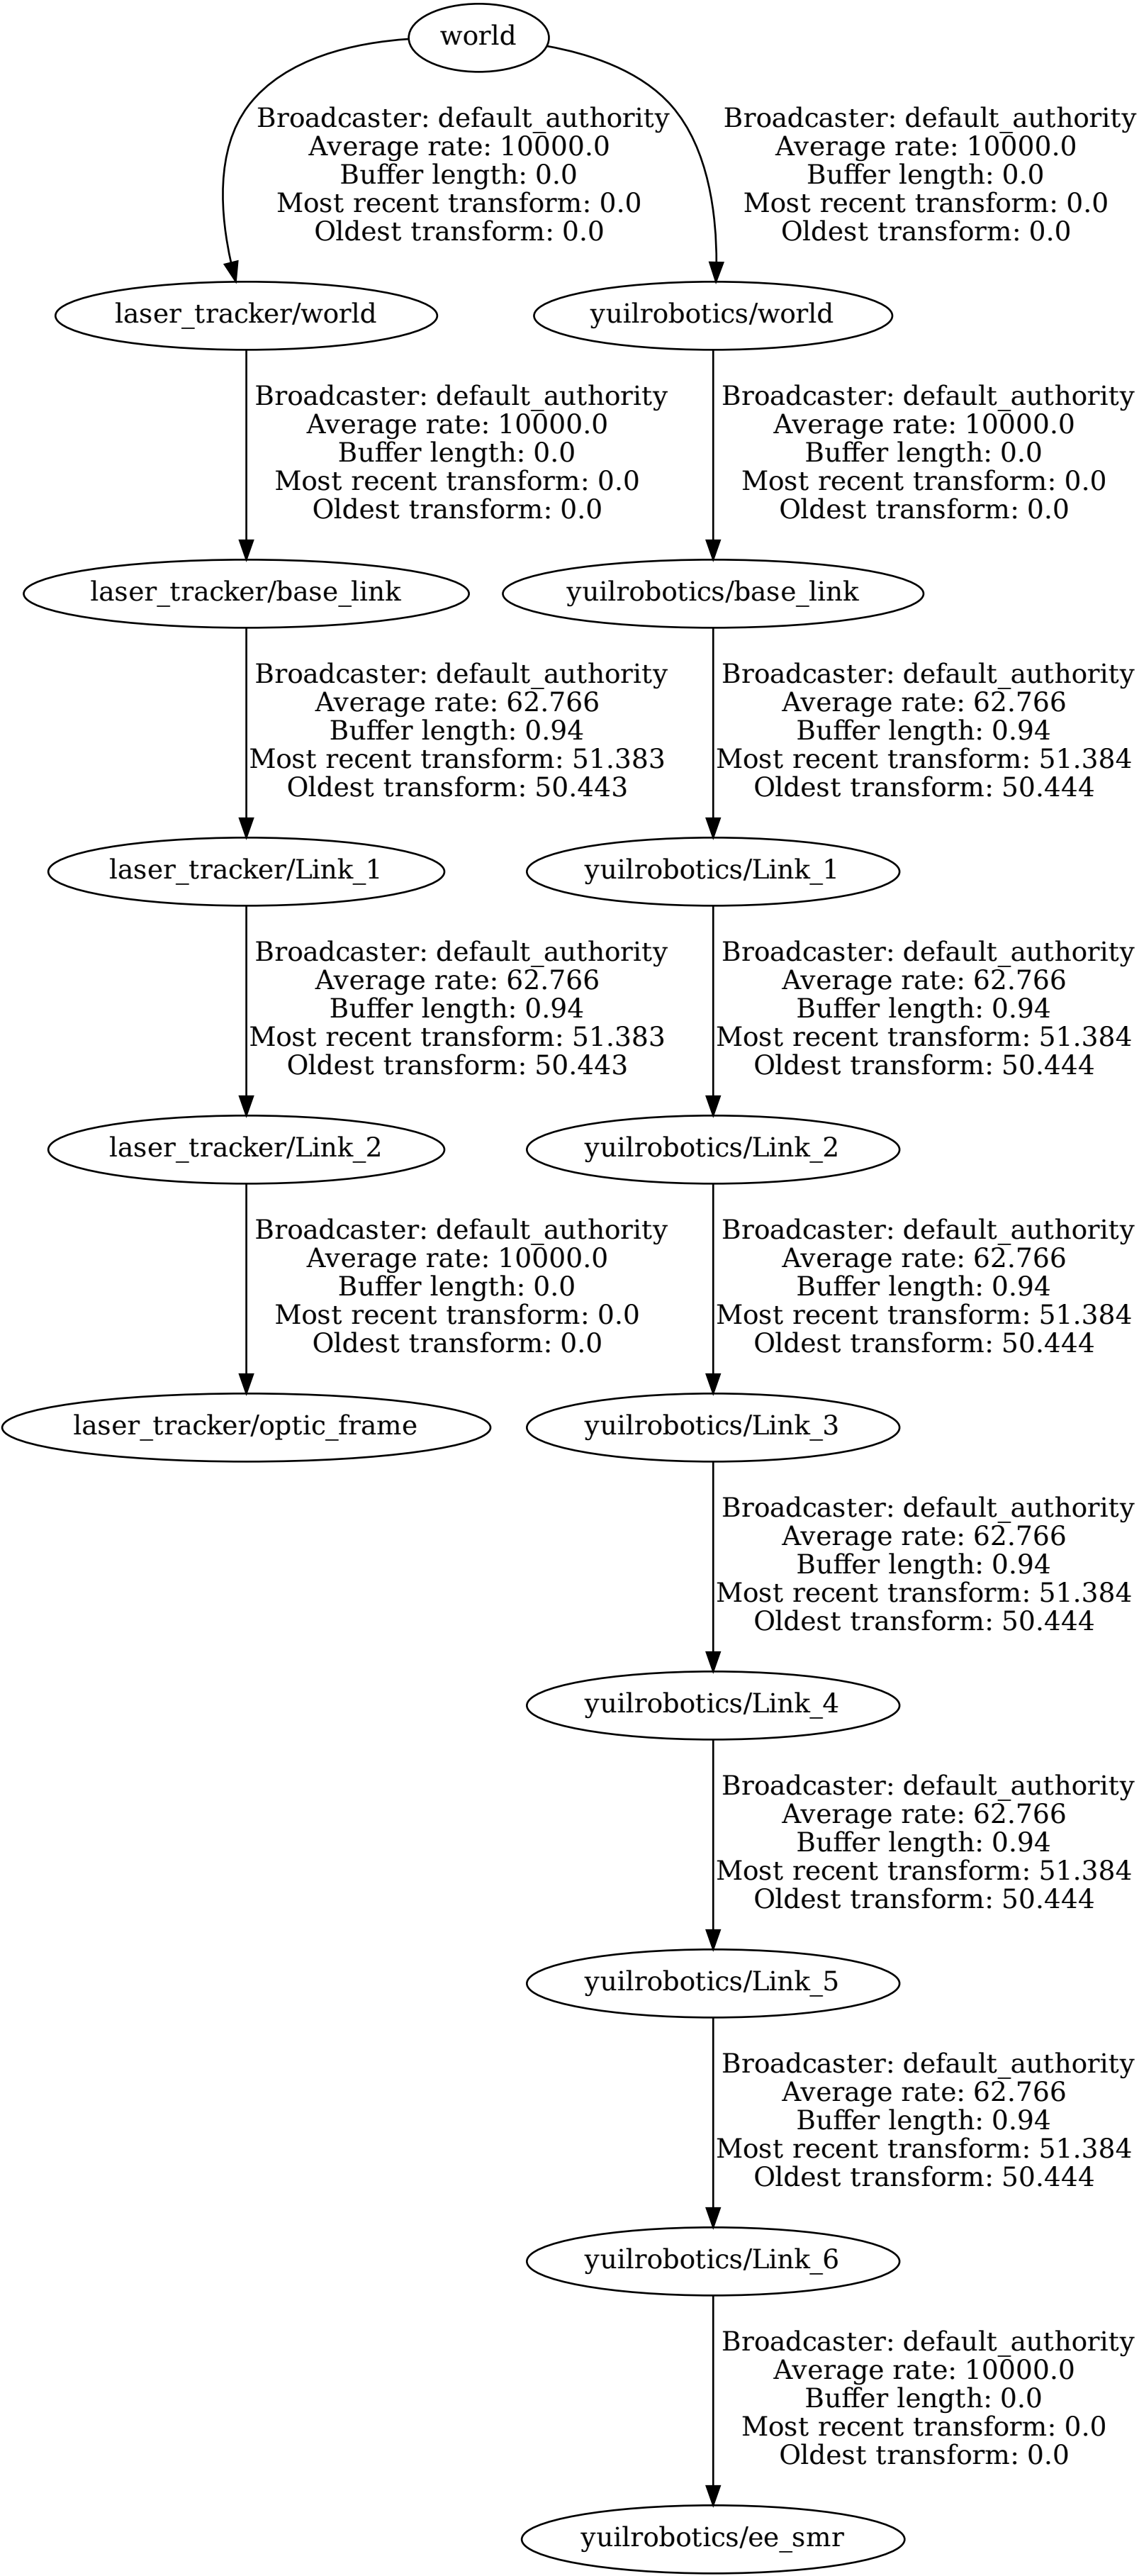 world
Broadcaster: default_authority
Average rate: 10000.0
Buffer length: 0.0
Most recent transform: 0.0
Oldest transform: 0.0
Broadcaster: default_authority
Average rate: 10000.0
Buffer length: 0.0
Most recent transform: 0.0
Oldest transform: 0.0
laser_tracker/world
yuilrobotics/world
Broadcaster: default_authority
Average rate: 10000.0
Buffer length: 0.0
Most recent transform: 0.0
Oldest transform: 0.0
Broadcaster: default_authority
Average rate: 10000.0
Buffer length: 0.0
Most recent transform: 0.0
Oldest transform: 0.0
laser_tracker/base_link
yuilrobotics/base_link
Broadcaster: default_authority
Average rate: 62.766
Buffer length: 0.94
Most recent transform: 51.383
Oldest transform: 50.443
Broadcaster: default_authority
Average rate: 62.766
Buffer length: 0.94
Most recent transform: 51.384
Oldest transform: 50.444
laser_tracker/Link_1
yuilrobotics/Link_1
Broadcaster: default_authority
Average rate: 62.766
Buffer length: 0.94
Most recent transform: 51.383
Oldest transform: 50.443
Broadcaster: default_authority
Average rate: 62.766
Buffer length: 0.94
Most recent transform: 51.384
Oldest transform: 50.444
laser_tracker/Link_2
yuilrobotics/Link_2
Broadcaster: default_authority
Average rate: 10000.0
Buffer length: 0.0
Most recent transform: 0.0
Oldest transform: 0.0
Broadcaster: default_authority
Average rate: 62.766
Buffer length: 0.94
Most recent transform: 51.384
Oldest transform: 50.444
laser_tracker/optic_frame
yuilrobotics/Link_3
Broadcaster: default_authority
Average rate: 62.766
Buffer length: 0.94
Most recent transform: 51.384
Oldest transform: 50.444
yuilrobotics/Link_4
Broadcaster: default_authority
Average rate: 62.766
Buffer length: 0.94
Most recent transform: 51.384
Oldest transform: 50.444
yuilrobotics/Link_5
Broadcaster: default_authority
Average rate: 62.766
Buffer length: 0.94
Most recent transform: 51.384
Oldest transform: 50.444
yuilrobotics/Link_6
Broadcaster: default_authority
Average rate: 10000.0
Buffer length: 0.0
Most recent transform: 0.0
Oldest transform: 0.0
yuilrobotics/ee_smr